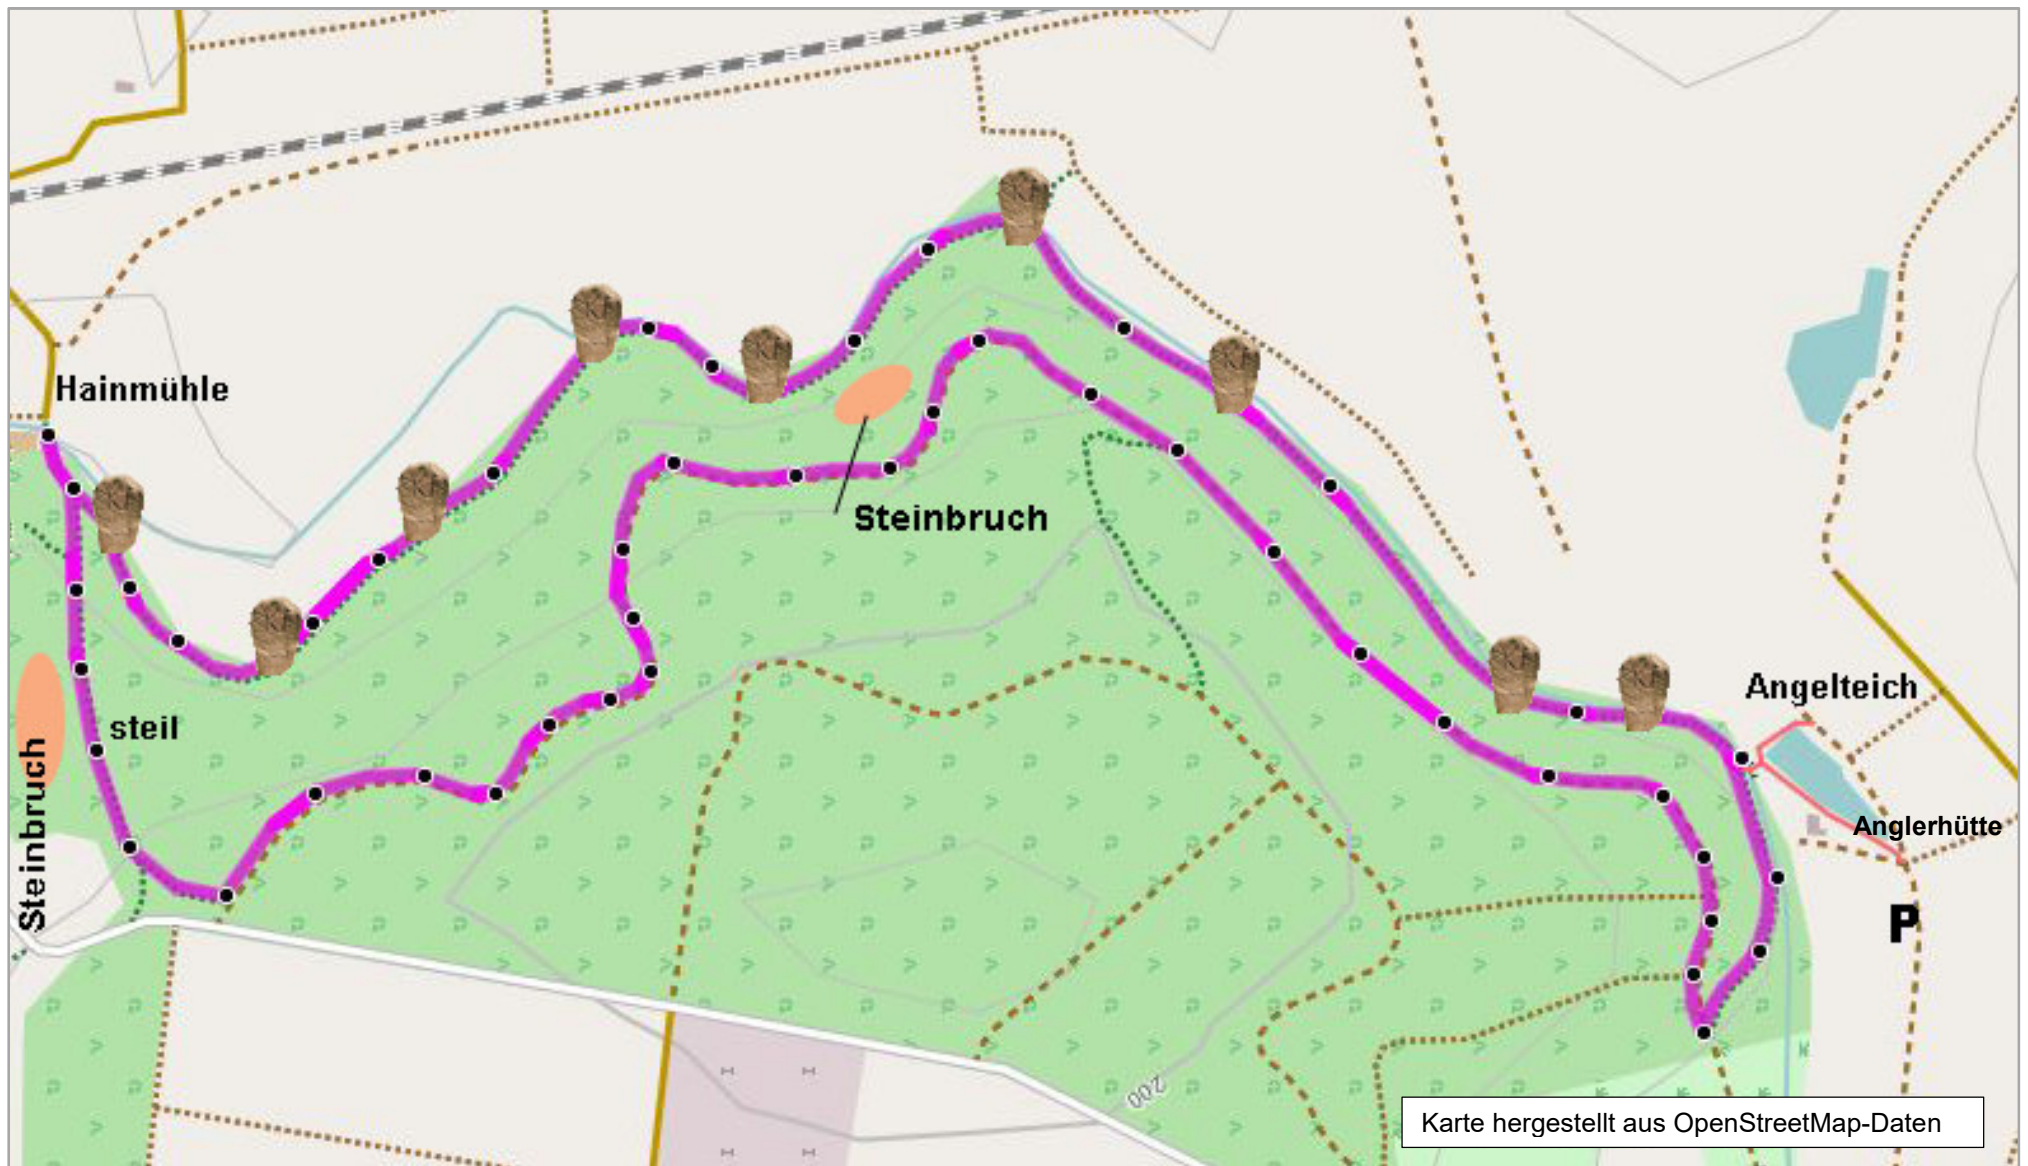 Hainmühle
Steinbruch
Angelteich
steil
Steinbruch
Anglerhütte
P
200
Karte hergestellt aus OpenStreetMap-Daten